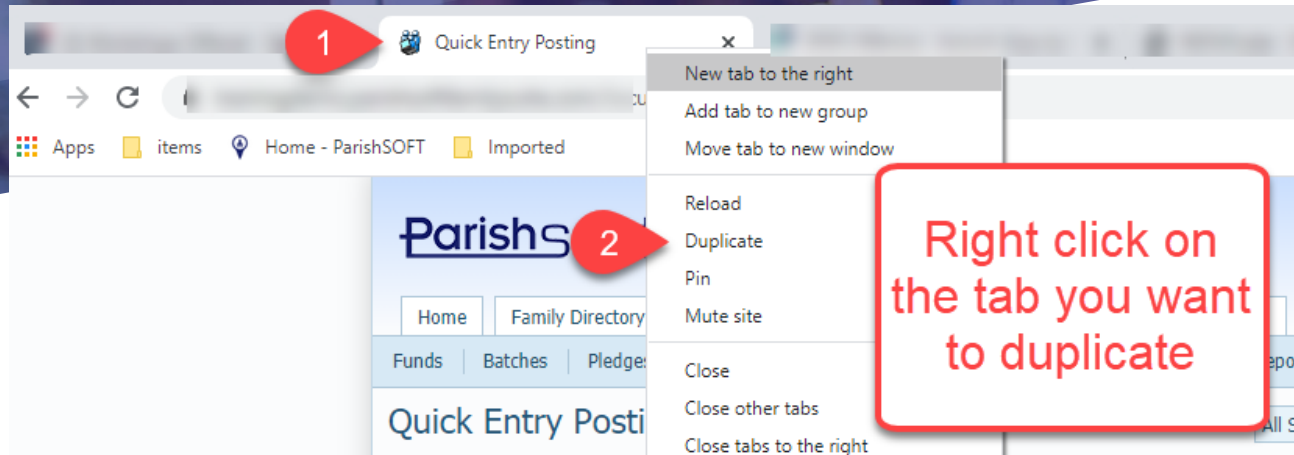 1
Quick Entry Posting
New tab to the right
Add tab to new group
Move tab to new window
Apps items Home - ParishSOFT Imported
Reload
Duplicate
Pin
Mute site
Close
Close other tabs
Close tabs to the right
2
Right click on
the tab you want
to duplicate
Home Family Directory
Funds Batches
Quick Entry
All